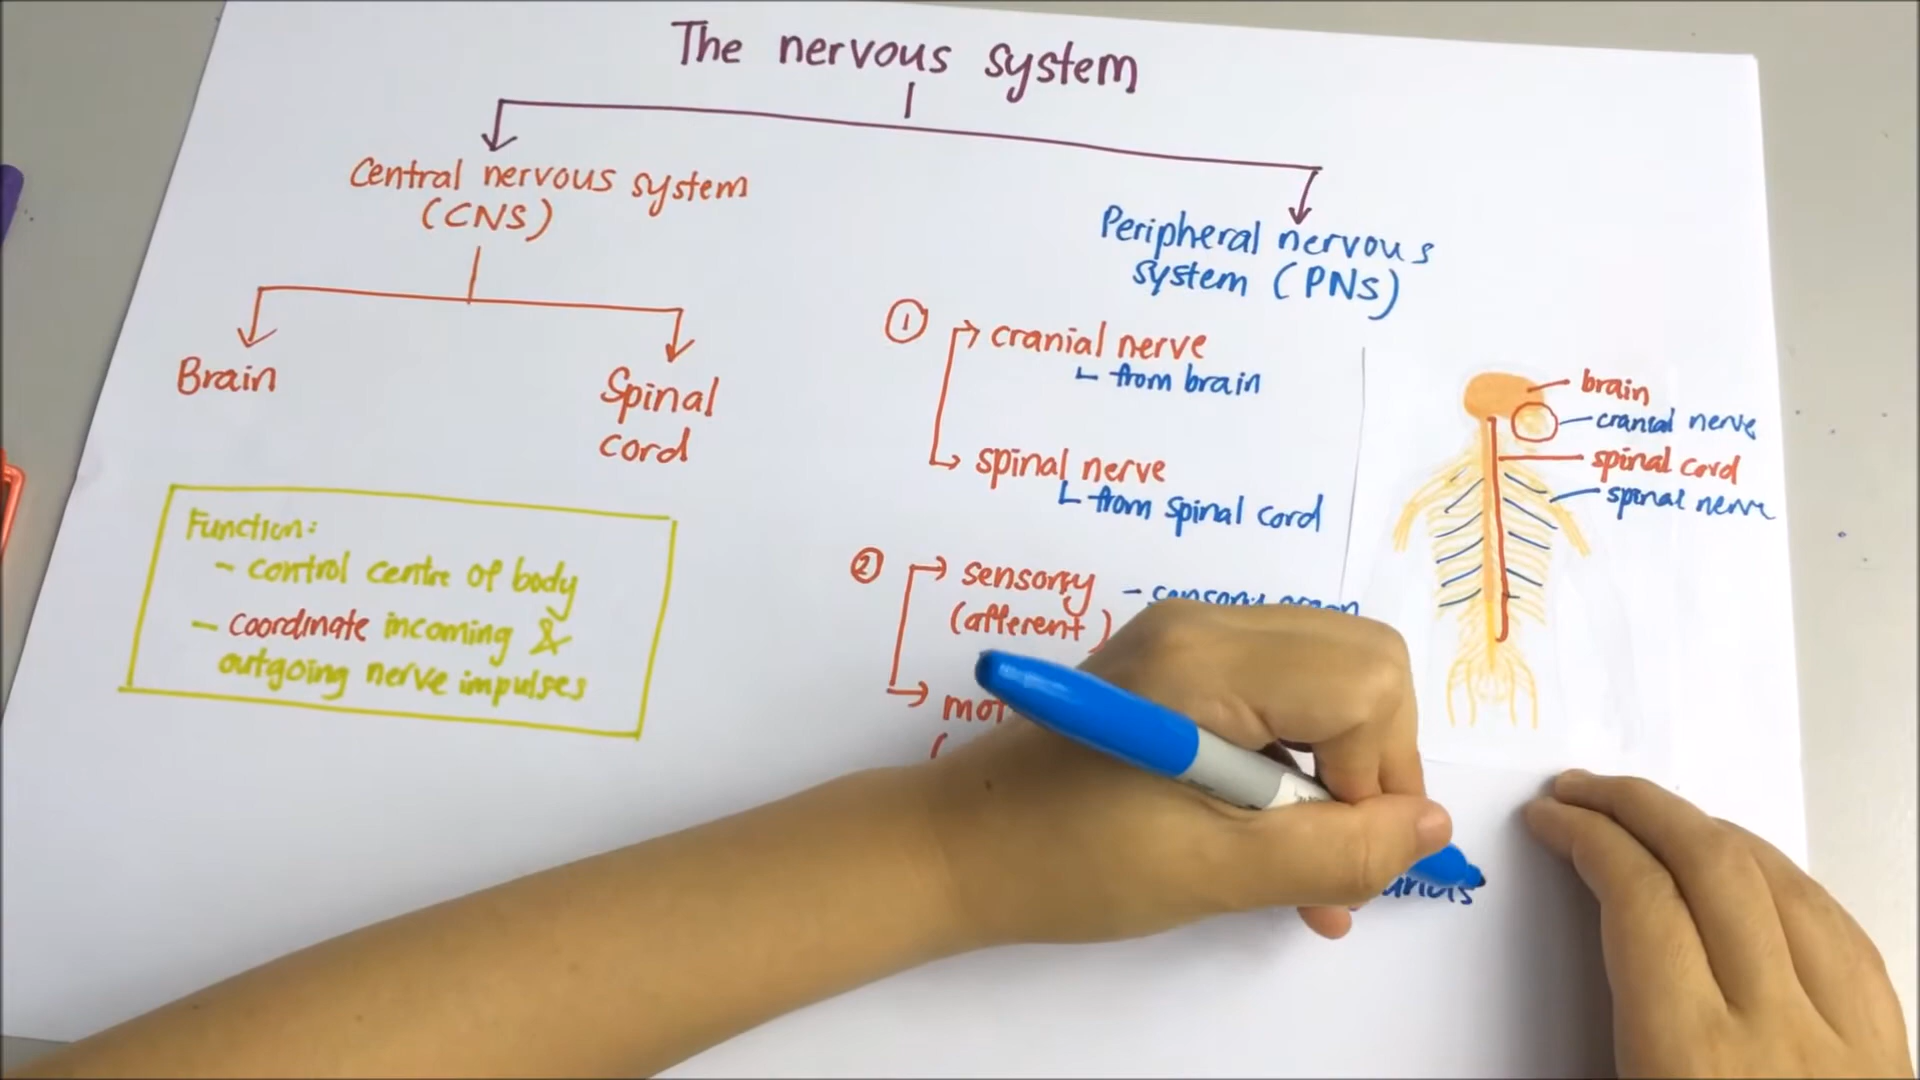 The nervous system
Central nervous system
(CNS)
Brain
Spinal
cord
Function:
- control centre of body
- coordinate incoming &
outgoing nerve impulses
Peripheral nervous
system (PNS)
1
cranial nerve
from brain
spinal nerve
from spinal cord
2
sensory
(afferent)
- sensory organ
brain
cranial nerve
spinal cord
spinal nerve